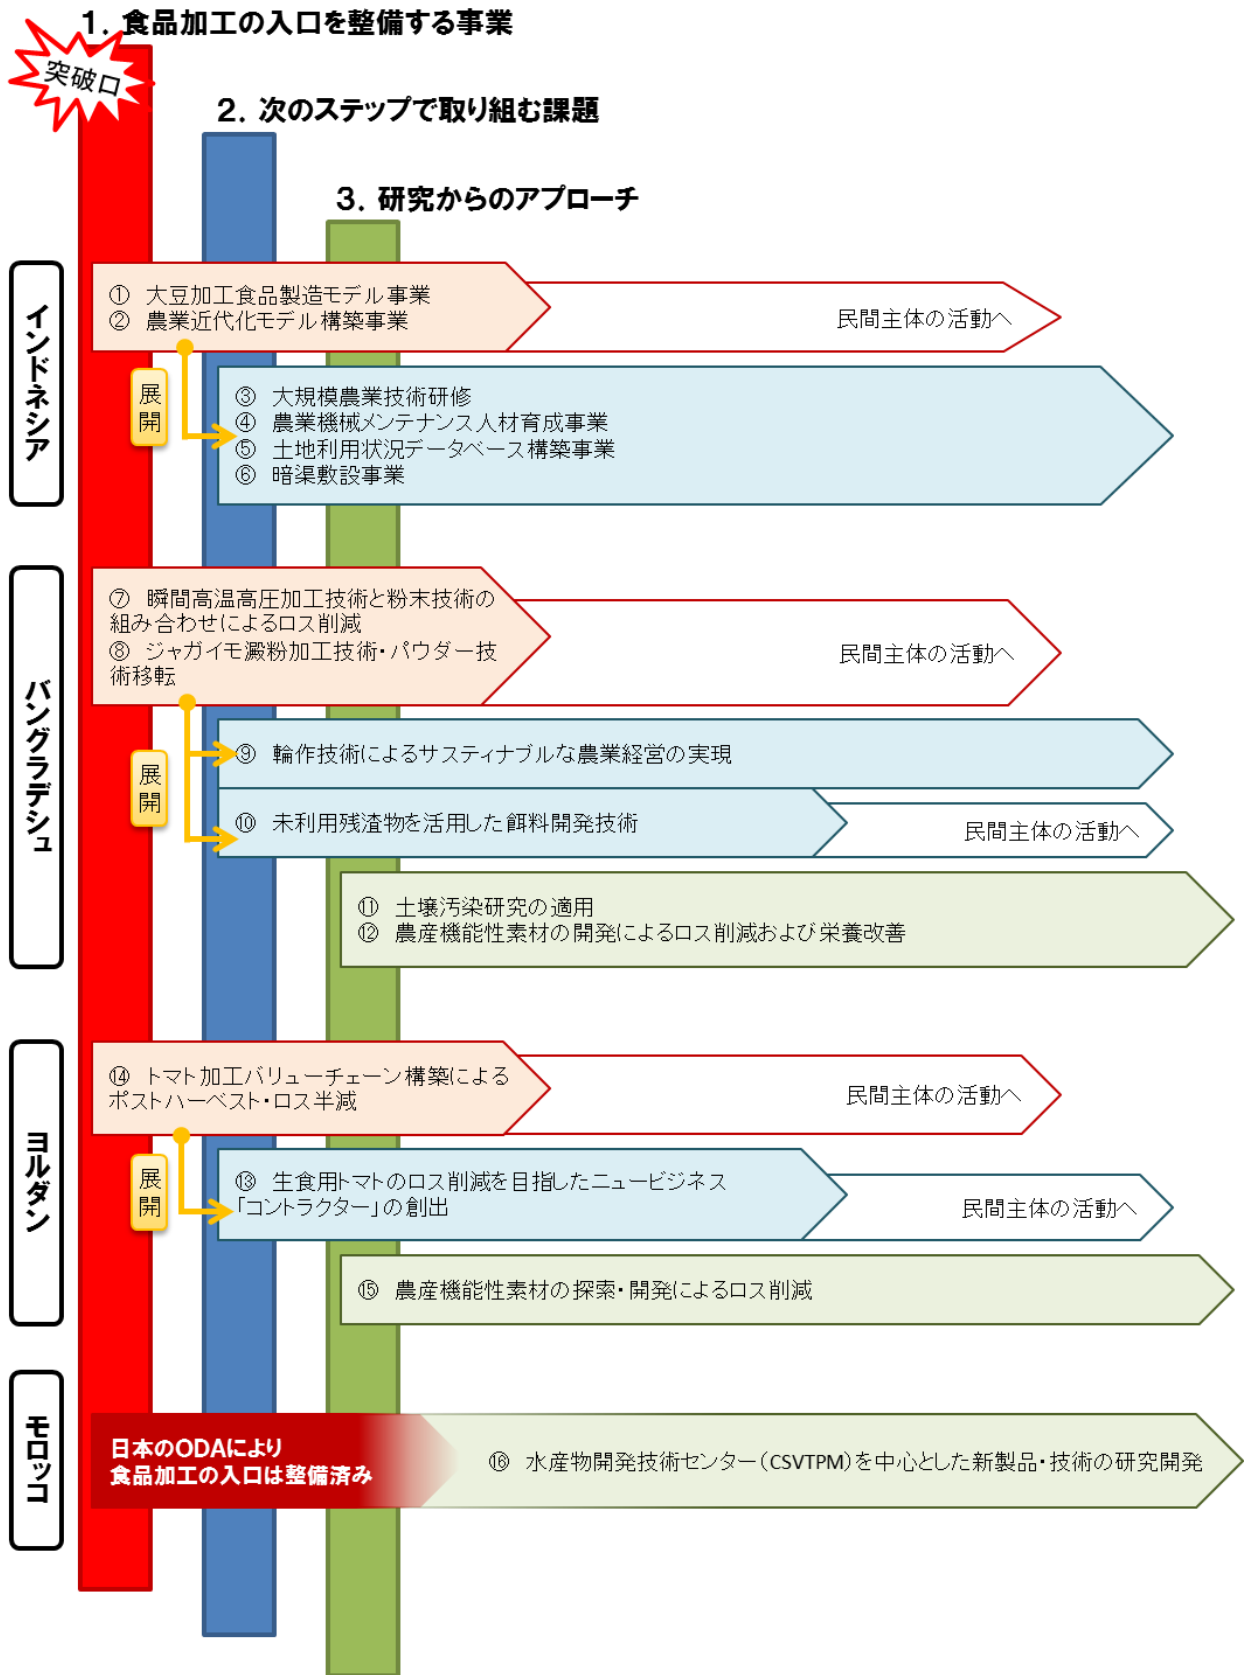 1. 食品加工の入口を整備する事業
突破口
2. 次のステップで取り組む課題
3. 研究からのアプローチ
インドネシア
① 大豆加工食品製造モデル事業
② 農業近代化モデル構築事業
民間主体の活動へ
展開
③ 大規模農業技術研修
④ 農業機械メンテナンス人材育成事業
⑤ 土地利用状況データベース構築事業
⑥ 暗渠敷設事業
バングラデシュ
⑦ 瞬間高温高圧加工技術と粉末技術の
組み合わせによるロス削減
⑧ ジャガイモ澱粉加工技術・パウダー技
術移転
民間主体の活動へ
展開
⑨ 輪作技術によるサスティナブルな農業経営の実現
⑩ 未利用残渣物を活用した餌料開発技術
民間主体の活動へ
⑪ 土壌汚染研究の適用
⑫ 農産機能性素材の開発によるロス削減および栄養改善
ヨルダン
⑭ トマト加工バリューチェーン構築による
ポストハーベスト・ロス半減
民間主体の活動へ
展開
⑬ 生食用トマトのロス削減を目指したニュービジネス
「コントラクター」の創出
民間主体の活動へ
⑮ 農産機能性素材の探索・開発によるロス削減
モロッコ
日本のODAにより
食品加工の入口は整備済み
⑯ 水産物開発技術センター(CSVTPM)を中心とした新製品・技術の研究開発